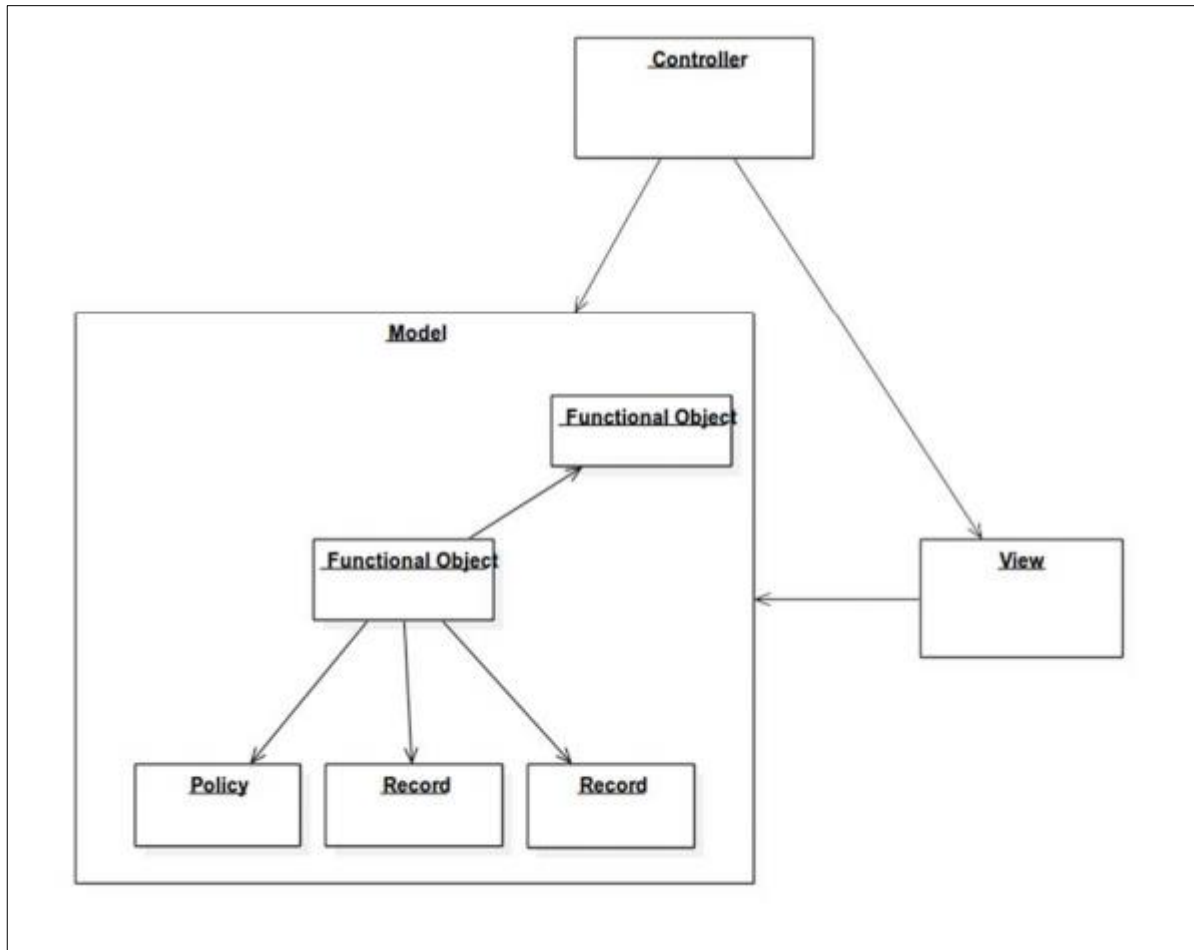 Controller
Model
Functional Object
Functional Object
View
Policy
Record
Record